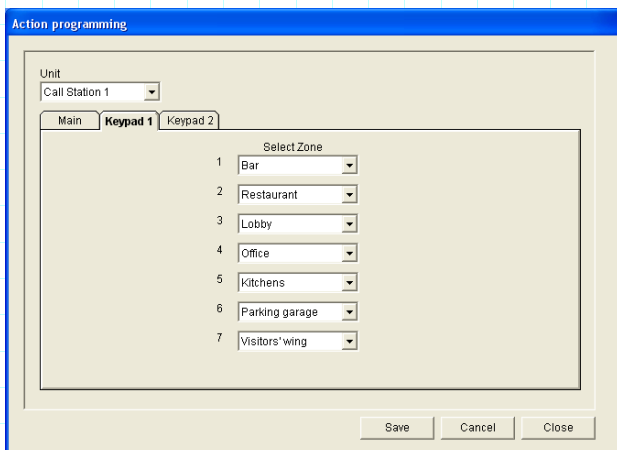 Action programming
Unit
Call Station 1
Main Keypad 1 Keypad 2
Select Zone
1 Bar
2 Restaurant
3 Lobby
4 Office
5 Kitchens
6 Parking garage
7 Visitors' wing
Save Cancel Close